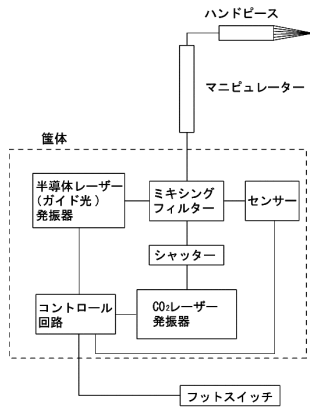 ハンドピース
マニピュレーター
筐体
半導体レーザー
(ガイド光)
発振器
ミキシング
フィルター
センサー
シャッター
コントロール
回路
CO₂レーザー
発振器
フットスイッチ